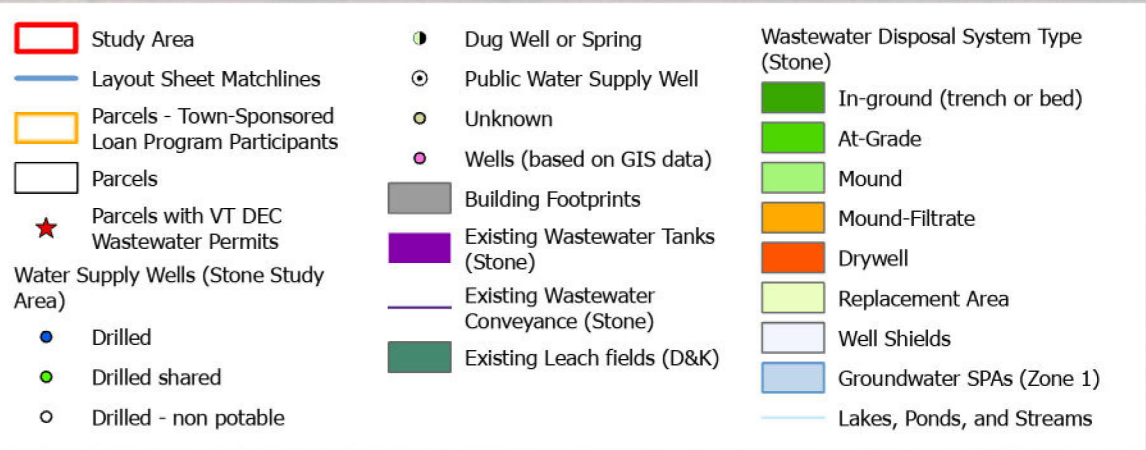 Study Area
Layout Sheet Matchlines
Parcels - Town-Sponsored
Loan Program Participants
Parcels
Parcels with VT DEC
Wastewater Permits
Water Supply Wells (Stone Study
Area)
Drilled
Drilled shared
Drilled - non potable
Dug Well or Spring
Public Water Supply Well
Unknown
Wells (based on GIS data)
Building Footprints
Existing Wastewater Tanks
(Stone)
Existing Wastewater
Conveyance (Stone)
Existing Leach fields (D&K)
Wastewater Disposal System Type
(Stone)
In-ground (trench or bed)
At-Grade
Mound
Mound-Filtrate
Drywell
Replacement Area
Well Shields
Groundwater SPAs (Zone 1)
Lakes, Ponds, and Streams